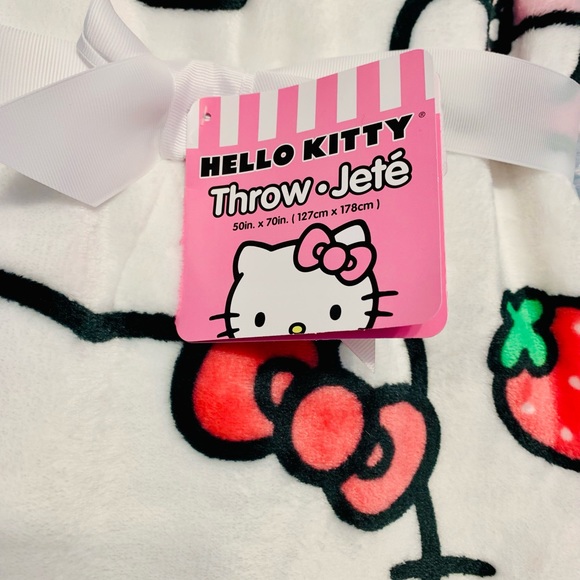 HELLO KITTY®
Throw • Jeté
50in. x 70in. ( 127cm x 178cm )